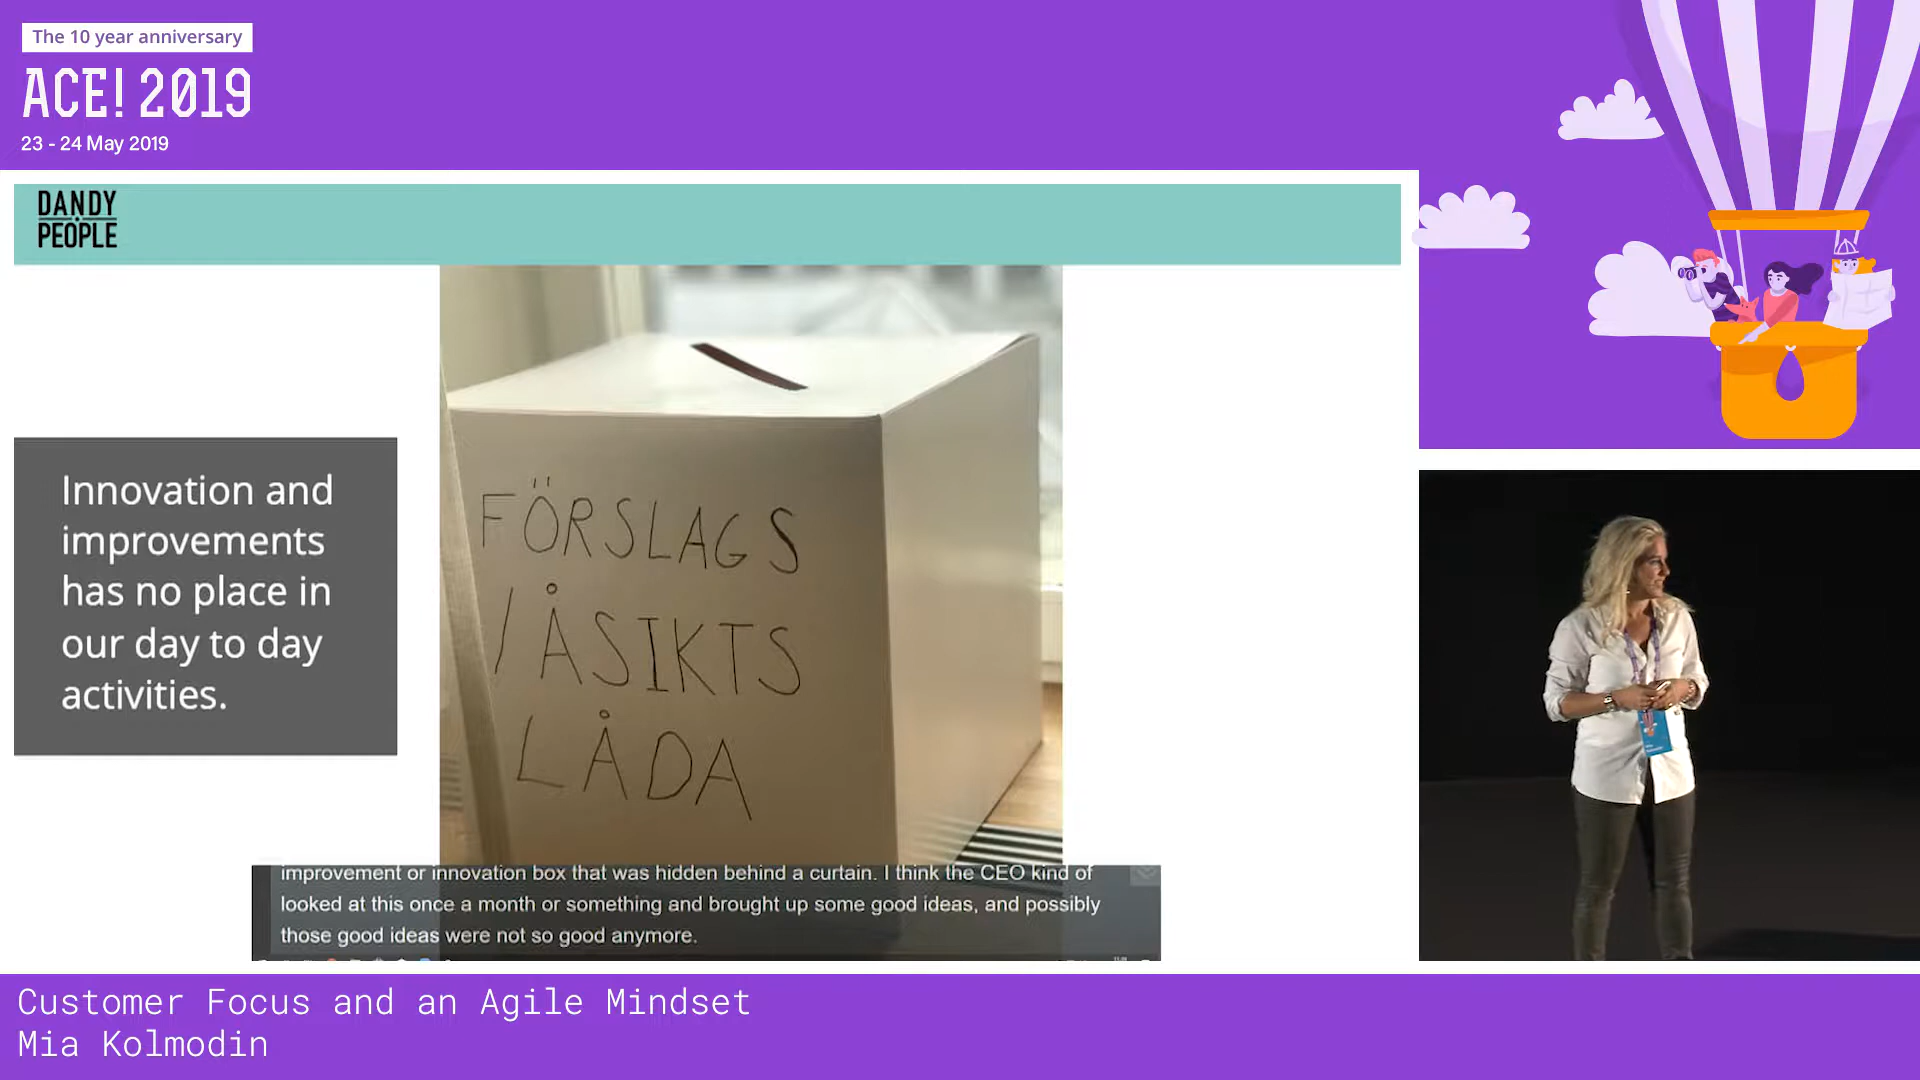 The 10 year anniversary
ACE! 2019
23 - 24 May 2019
DANDY
PEOPLE
Innovation and
improvements
has no place in
our day to day
activities.
FÖRSLAGS
/ÅSIKTS
LÅDA
improvement or innovation box that was hidden behind a curtain. I think the CEO kind of
looked at this once a month or something and brought up some good ideas, and possibly
those good ideas were not so good anymore.
Customer Focus and an Agile Mindset
Mia Kolmodin